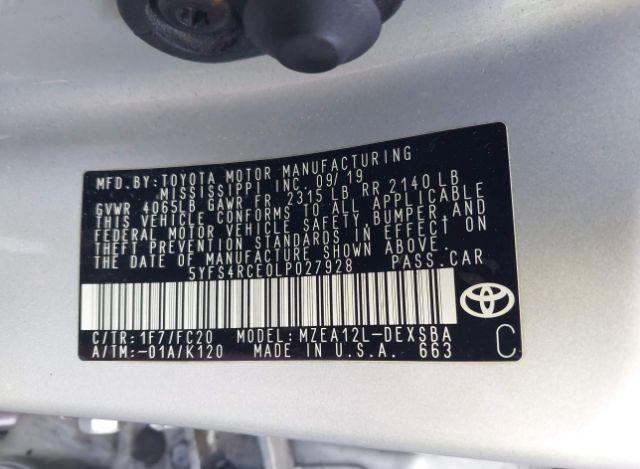 MFD.BY:TOYOTA MOTOR MANUFACTURING
MISSISSIPPI INC. 09/19
GVWR 4065LB GAWR FR 2315 LB RR 2140 LB
THIS VEHICLE CONFORMS TO ALL APPLICABLE
FEDERAL MOTOR VEHICLE SAFETY, BUMPER, AND
THEFT PREVENTION STANDARDS IN EFFECT ON
THE DATE OF MANUFACTURE SHOWN ABOVE.
5YFS4RCE0LP027928 PASS.CAR
C/TR:1F7/FC20 MODEL:MZEA12L-DEXSBA
A/TM:-01A/K120 MADE IN U.S.A. 663 C